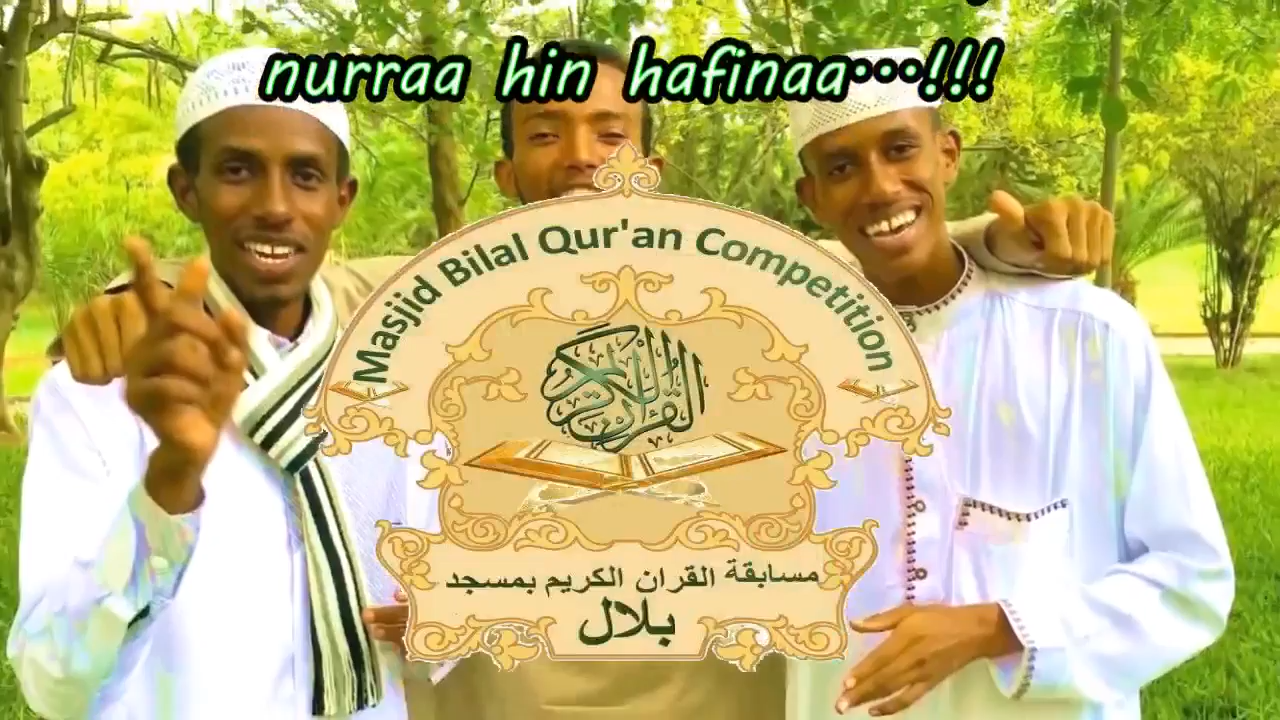 nurraa hin hafinaa•••!!!
Masjid Bilal Qur'an Competition
القرآن الكريم
مسابقة القران الكريم بمسجد
بلال